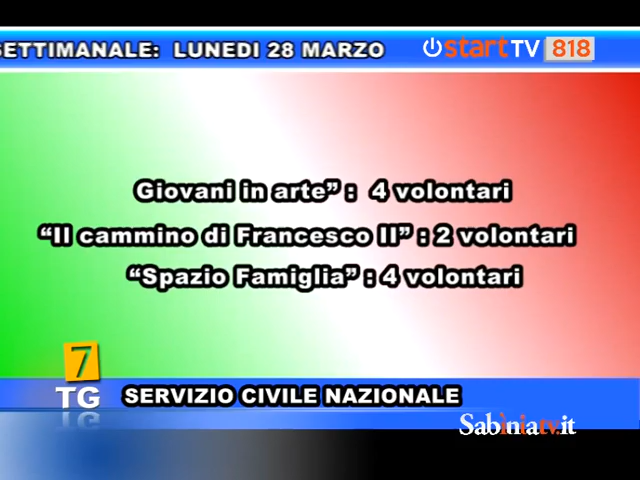 SETTIMANALE: LUNEDI 28 MARZO
startTV 818
Giovani in arte” : 4 volontari
“Il cammino di Francesco II” : 2 volontari
“Spazio Famiglia” : 4 volontari
7
TG
SERVIZIO CIVILE NAZIONALE
Sabiniatv.it